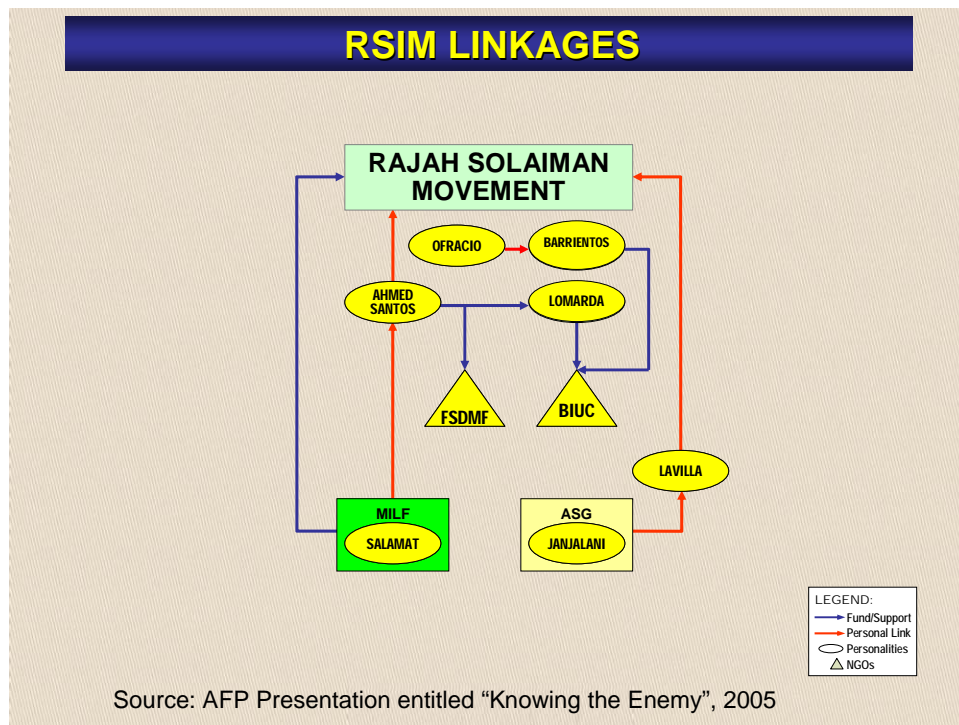 RSIM LINKAGES
RAJAH SOLAIMAN
MOVEMENT
OFRACIO
BARRIENTOS
AHMED
SANTOS
LOMARDA
FSDMF
BIUC
LAVILLA
MILF
SALAMAT
ASG
JANJALANI
LEGEND:
Fund/Support
Personal Link
Personalities
NGOs
Source: AFP Presentation entitled “Knowing the Enemy”, 2005